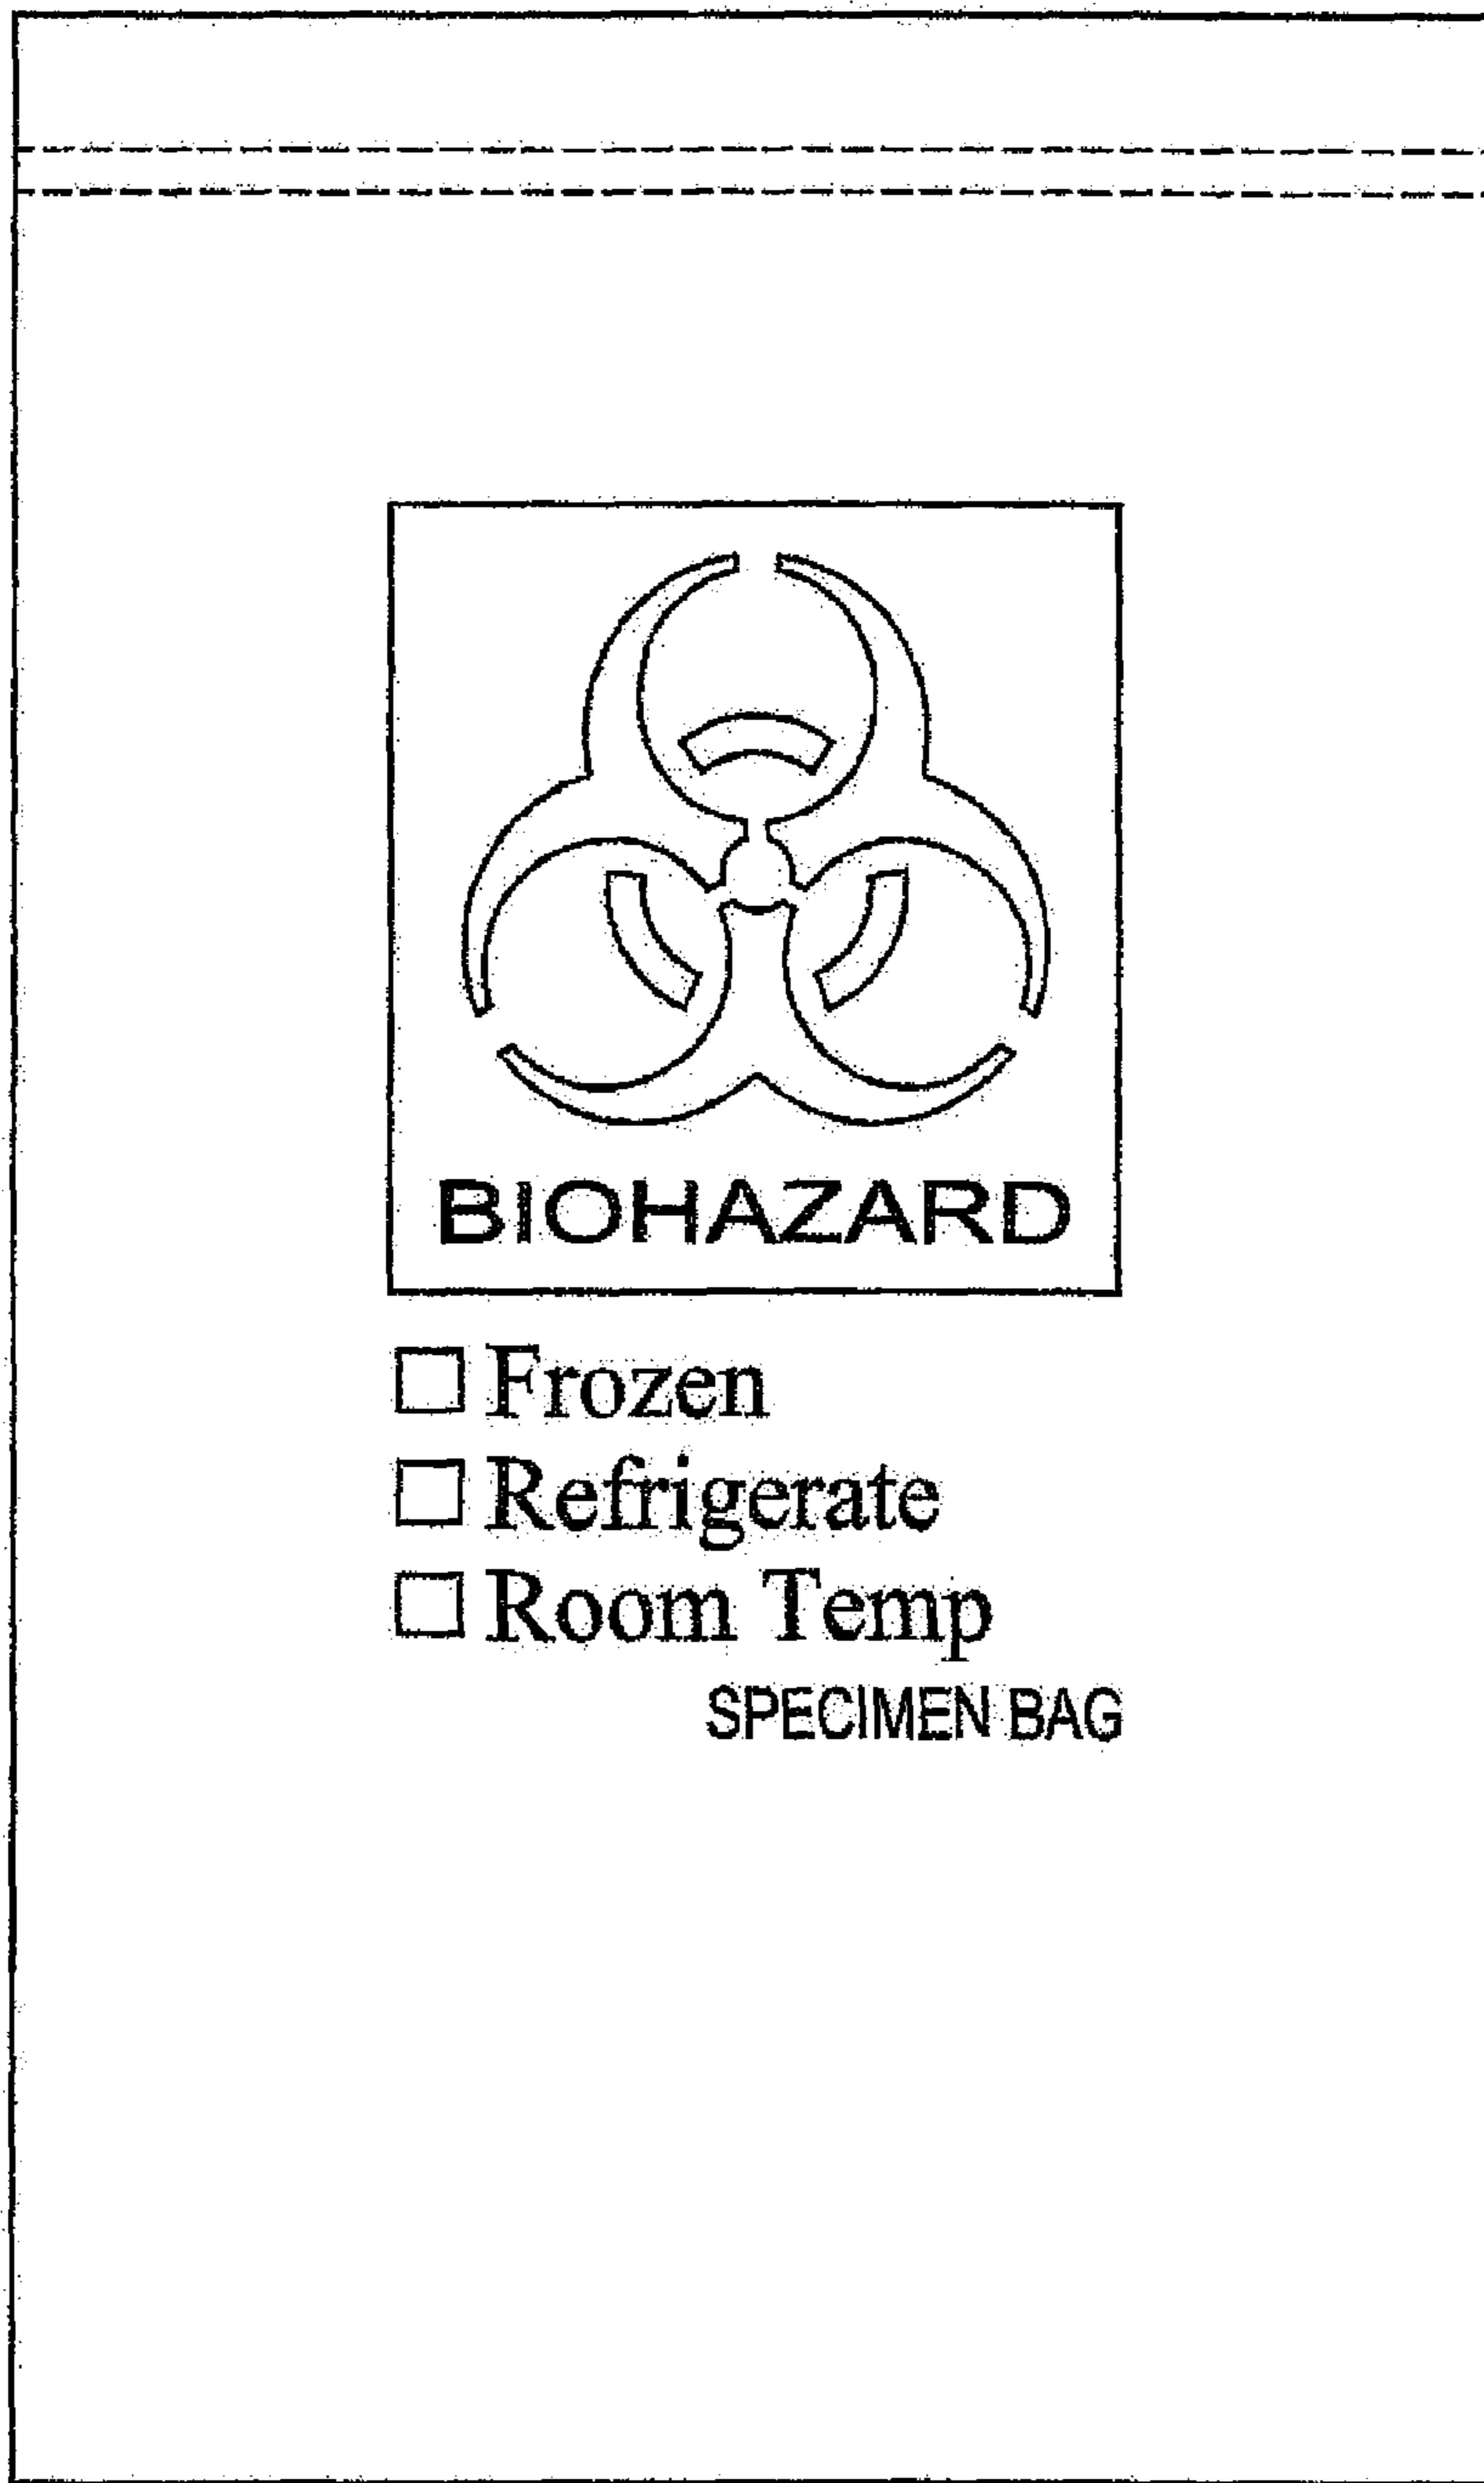 BIOHAZARD
Frozen
Refrigerate
Room Temp
SPECIMEN BAG